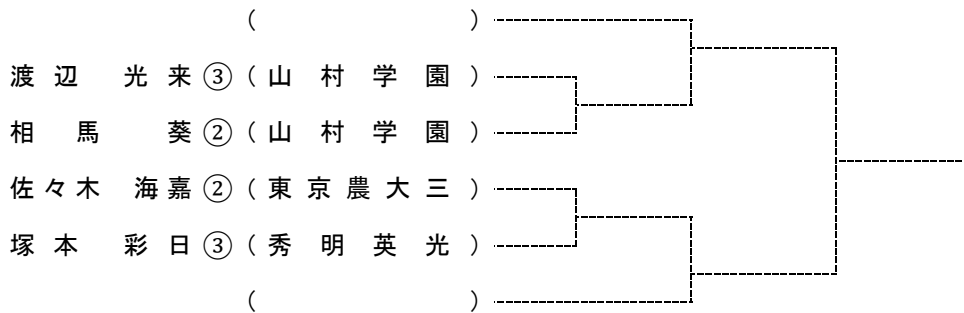 (　　　　)
渡辺　光来③(山村学園)
相馬　葵②(山村学園)
佐々木　海嘉②(東京農大三)
塚本　彩日③(秀明英光)
(　　　　)